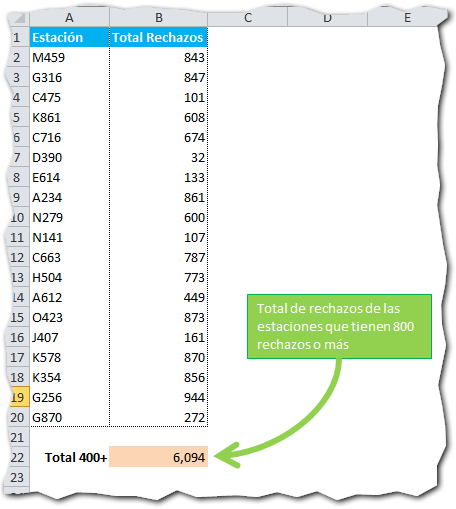 A B C D E
1 Estación Total Rechazos
2 M459 843
3 G316 847
4 C475 101
5 K861 608
6 C716 674
7 D390 32
8 E614 133
9 A234 861
10 N279 600
11 N141 107
12 C663 787
13 H504 773
14 A612 449
15 O423 873
16 J407 161
17 K578 870
18 K354 856
19 G256 944
20 G870 272
21
22 Total 400+ 6,094
23
Total de rechazos de las
estaciones que tienen 800
rechazos o más